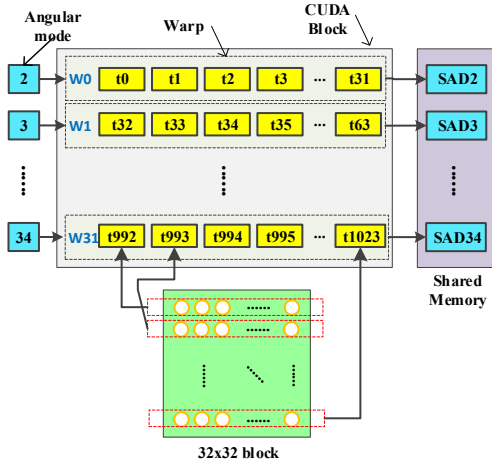 Angular
mode
Warp
CUDA
Block
2 W0 t0 t1 t2 t3 ... t31 SAD2
3 W1 t32 t33 t34 t35 ... t63 SAD3
34 W31 t992 t993 t994 t995 ... t1023 SAD34
Shared
Memory
32x32 block